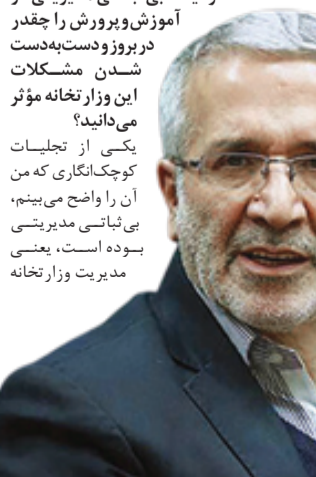 آموزش‌وپرورش را چقدر
در بروز و دست‌به‌دست
شدن مشکلات
این وزارتخانه مؤثر
می‌دانید؟
یکی از تجلیات
کوچک‌انگاری که من
آن را واضح می‌بینم،
بی‌ثباتی مدیریتی
بوده است، یعنی
مدیریت وزارتخانه